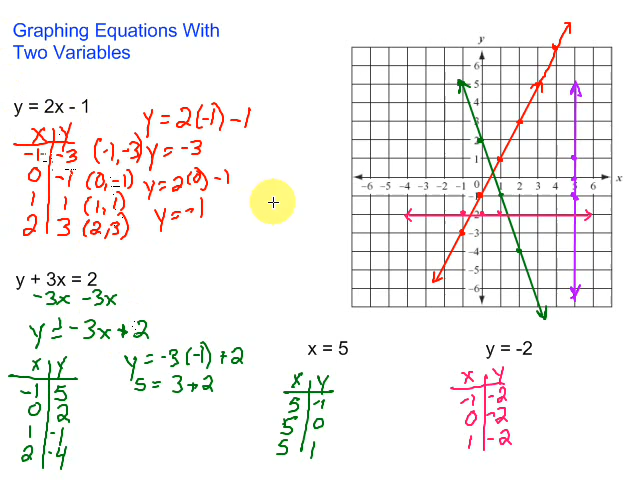 Graphing Equations With
Two Variables
y = 2x - 1
X Y
-1 -3 (-1,-3)
0 -1 (0,-1)
1 1 (1,1)
2 3 (2,3)
y = 2(-1) - 1
y = -3
y = 2(0) - 1
y = -1
y + 3x = 2
-3x -3x
y = -3x + 2
X Y
-1 5
0 2
1 -1
2 -4
y = -3(-1) + 2
5 = 3 + 2
x = 5
X Y
5 -1
5 0
5 1
y = -2
X Y
-1 -2
0 -2
1 -2
y
6
5
4
3
2
1
-6 -5 -4 -3 -2 -1 0 1 2 3 4 5 6 x
-1
-2
-3
-4
-5
-6